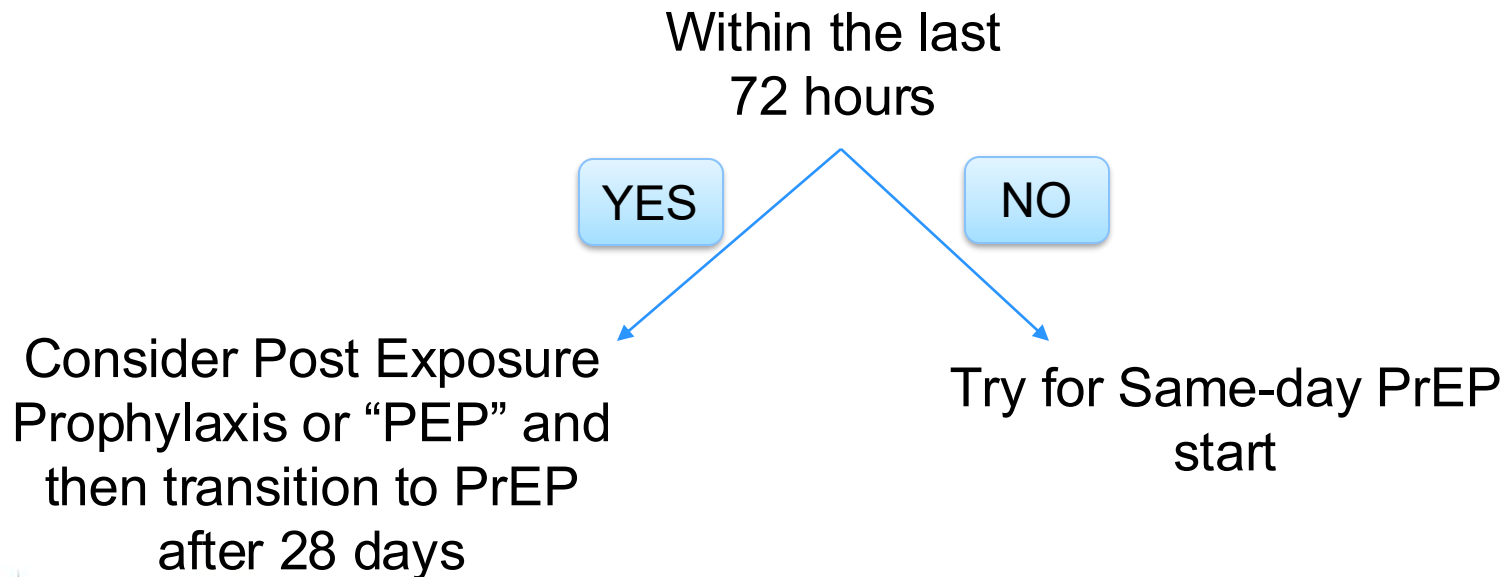 Within the last
72 hours
YES
NO
Consider Post Exposure
Prophylaxis or “PEP” and
then transition to PrEP
after 28 days
Try for Same-day PrEP
start